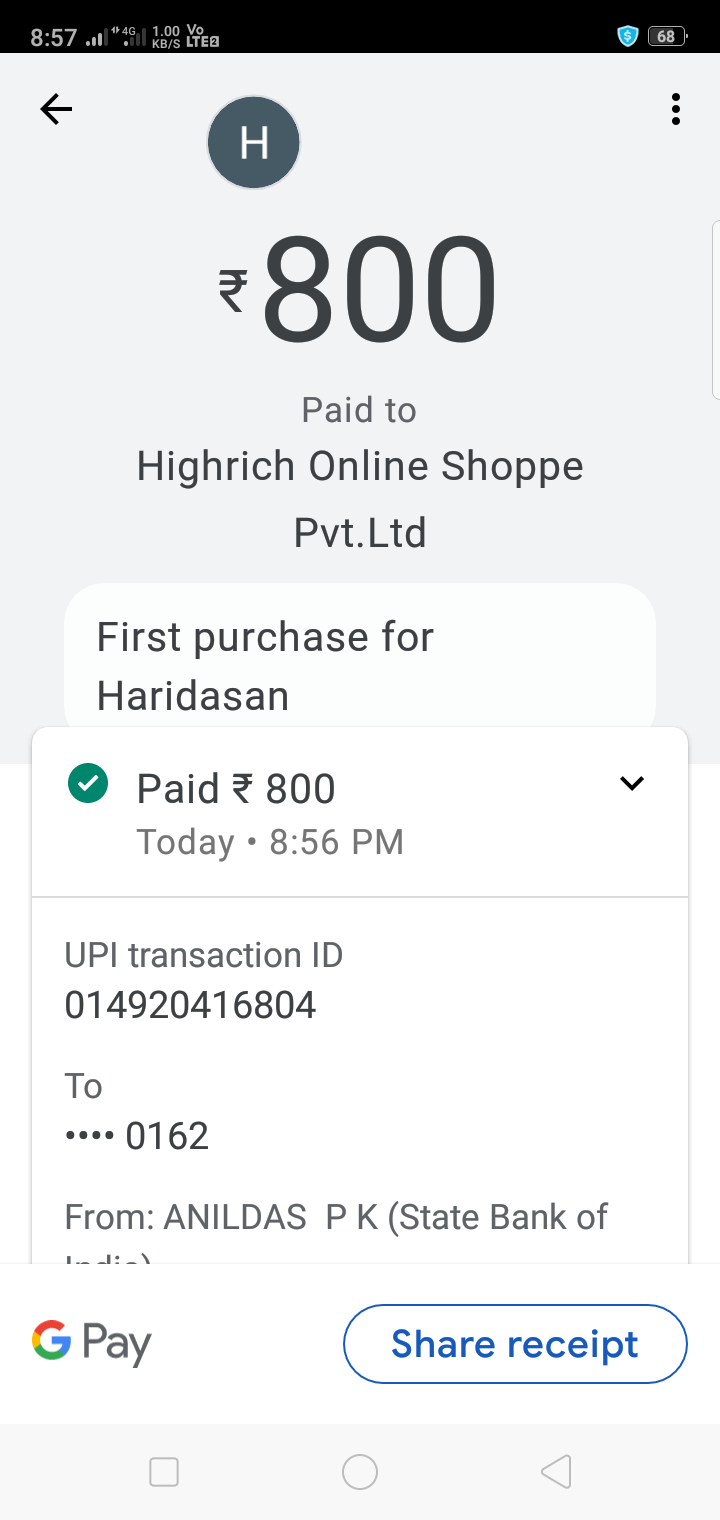 8:57 4G 1.00 KB/S Vo LTE2 68
H
₹800
Paid to
Highrich Online Shoppe
Pvt.Ltd
First purchase for
Haridasan
Paid ₹ 800
Today • 8:56 PM
UPI transaction ID
014920416804
To
•••• 0162
From: ANILDAS P K (State Bank of
G Pay
Share receipt